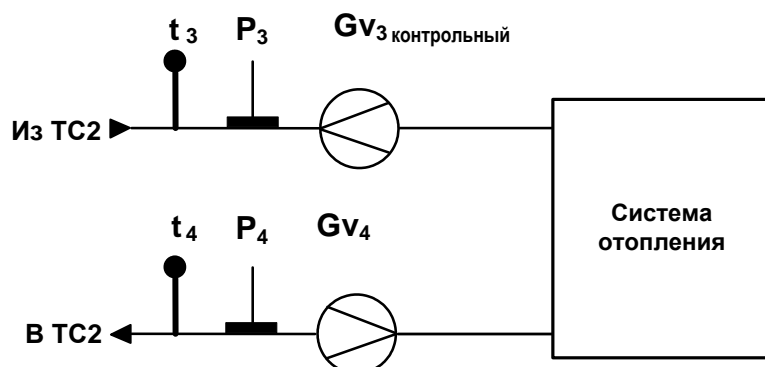 t 3 P3 Gv3 контрольный
Из ТС2
Система
отопления
t 4 P4 Gv4
В ТС2